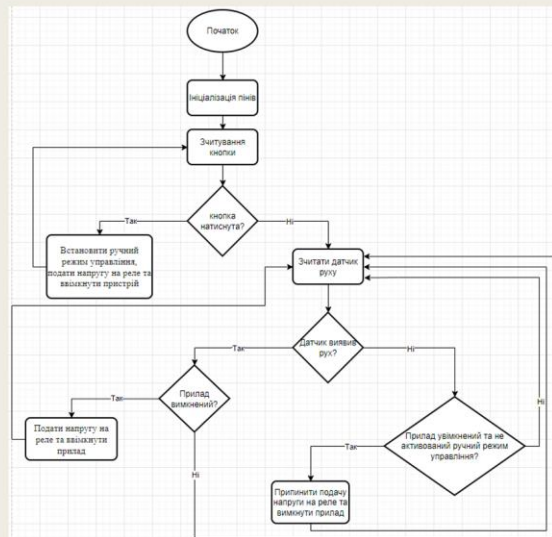 Початок
Ініціалізація пінів
Зчитування
кнопки
кнопка
натиснута?
Так
Ні
Встановити ручний
режим управління,
подати напругу на реле та
ввімкнути пристрій
Зчитати датчик
руху
Датчик виявив
рух?
Так
Ні
Прилад
вимкнений?
Так
Ні
Подати напругу на
реле та ввімкнути
прилад
Прилад увімкнений та не
активований ручний режим
управління?
Так
Ні
Припинити подачу
напруги на реле та
вимкнути прилад